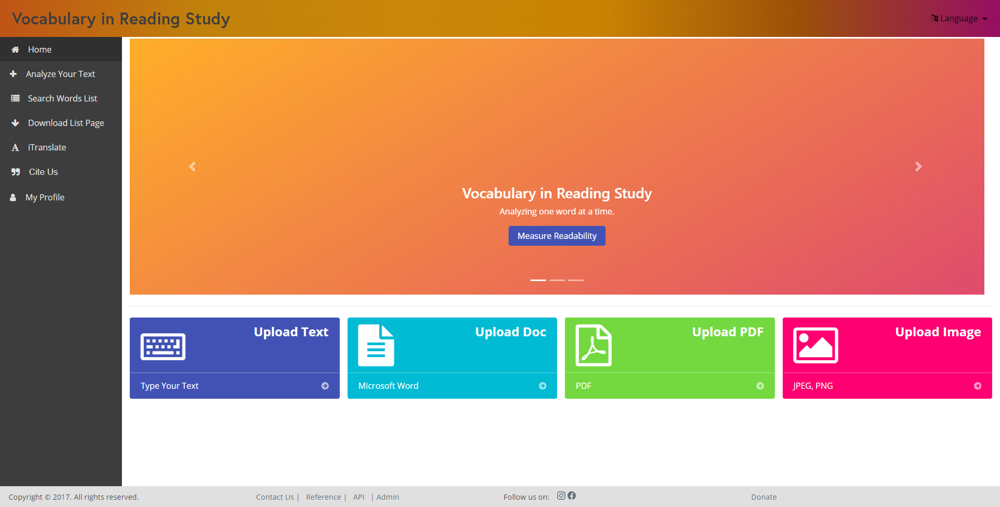 Vocabulary in Reading Study
Language
Home
Analyze Your Text
Search Words List
Download List Page
iTranslate
Cite Us
My Profile
Vocabulary in Reading Study
Analyzing one word at a time.
Measure Readability
Upload Text
Type Your Text
Upload Doc
Microsoft Word
Upload PDF
PDF
Upload Image
JPEG, PNG
Copyright © 2017. All rights reserved.
Contact Us | Reference | API | Admin
Follow us on:
Donate